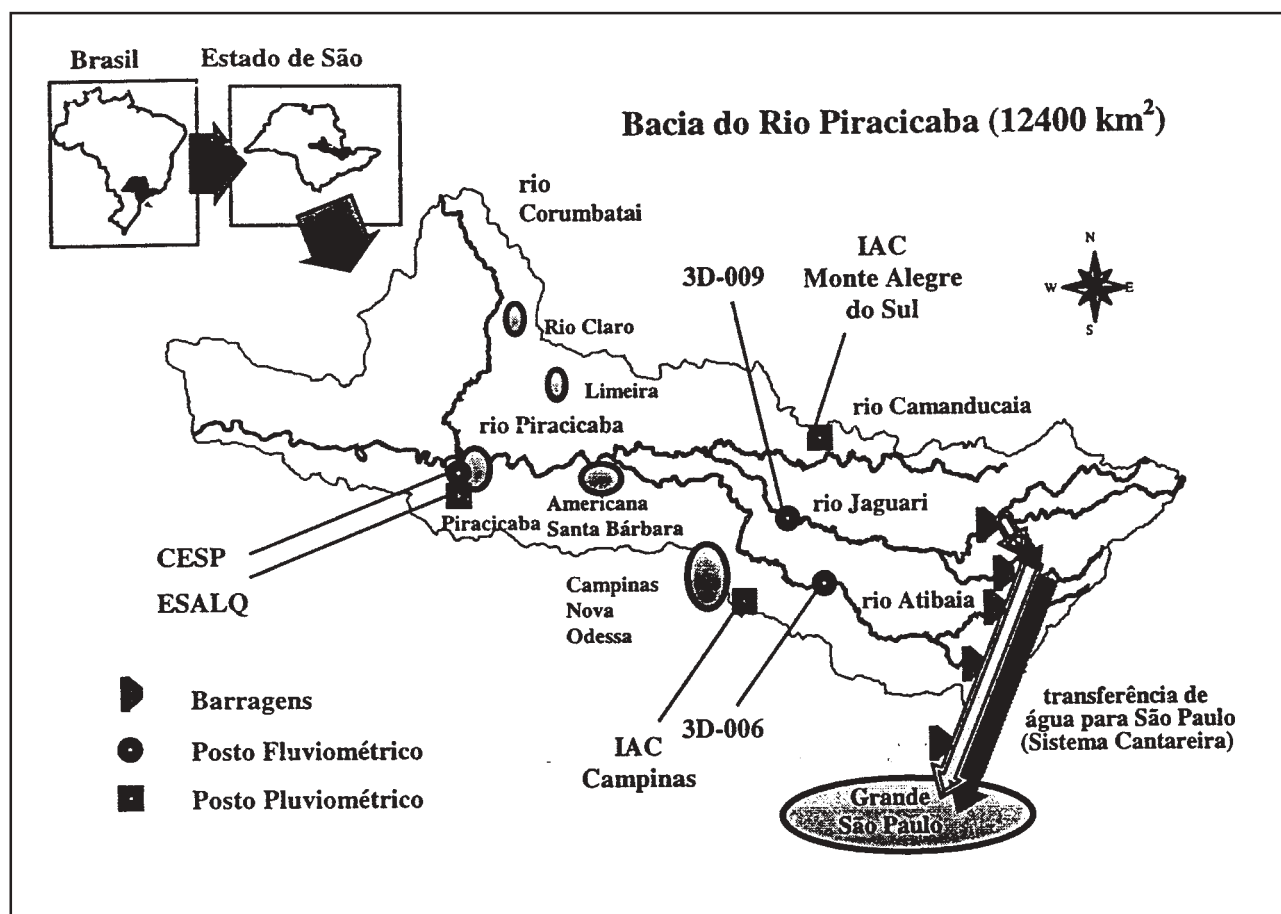 Brasil
Estado de São
Bacia do Rio Piracicaba (12400 km²)
rio
Corumbatai
IAC
Monte Alegre
do Sul
3D-009
N
W
E
S
Rio Claro
Limeira
rio Camanducaia
rio Piracicaba
rio Jaguari
Americana
Santa Bárbara
Piracicaba
CESP
ESALQ
Campinas
Nova
Odessa
rio Atibaia
transferência de
água para São Paulo
(Sistema Cantareira)
3D-006
IAC
Campinas
Barragens
Posto Fluviométrico
Posto Pluviométrico
Grande
São Paulo